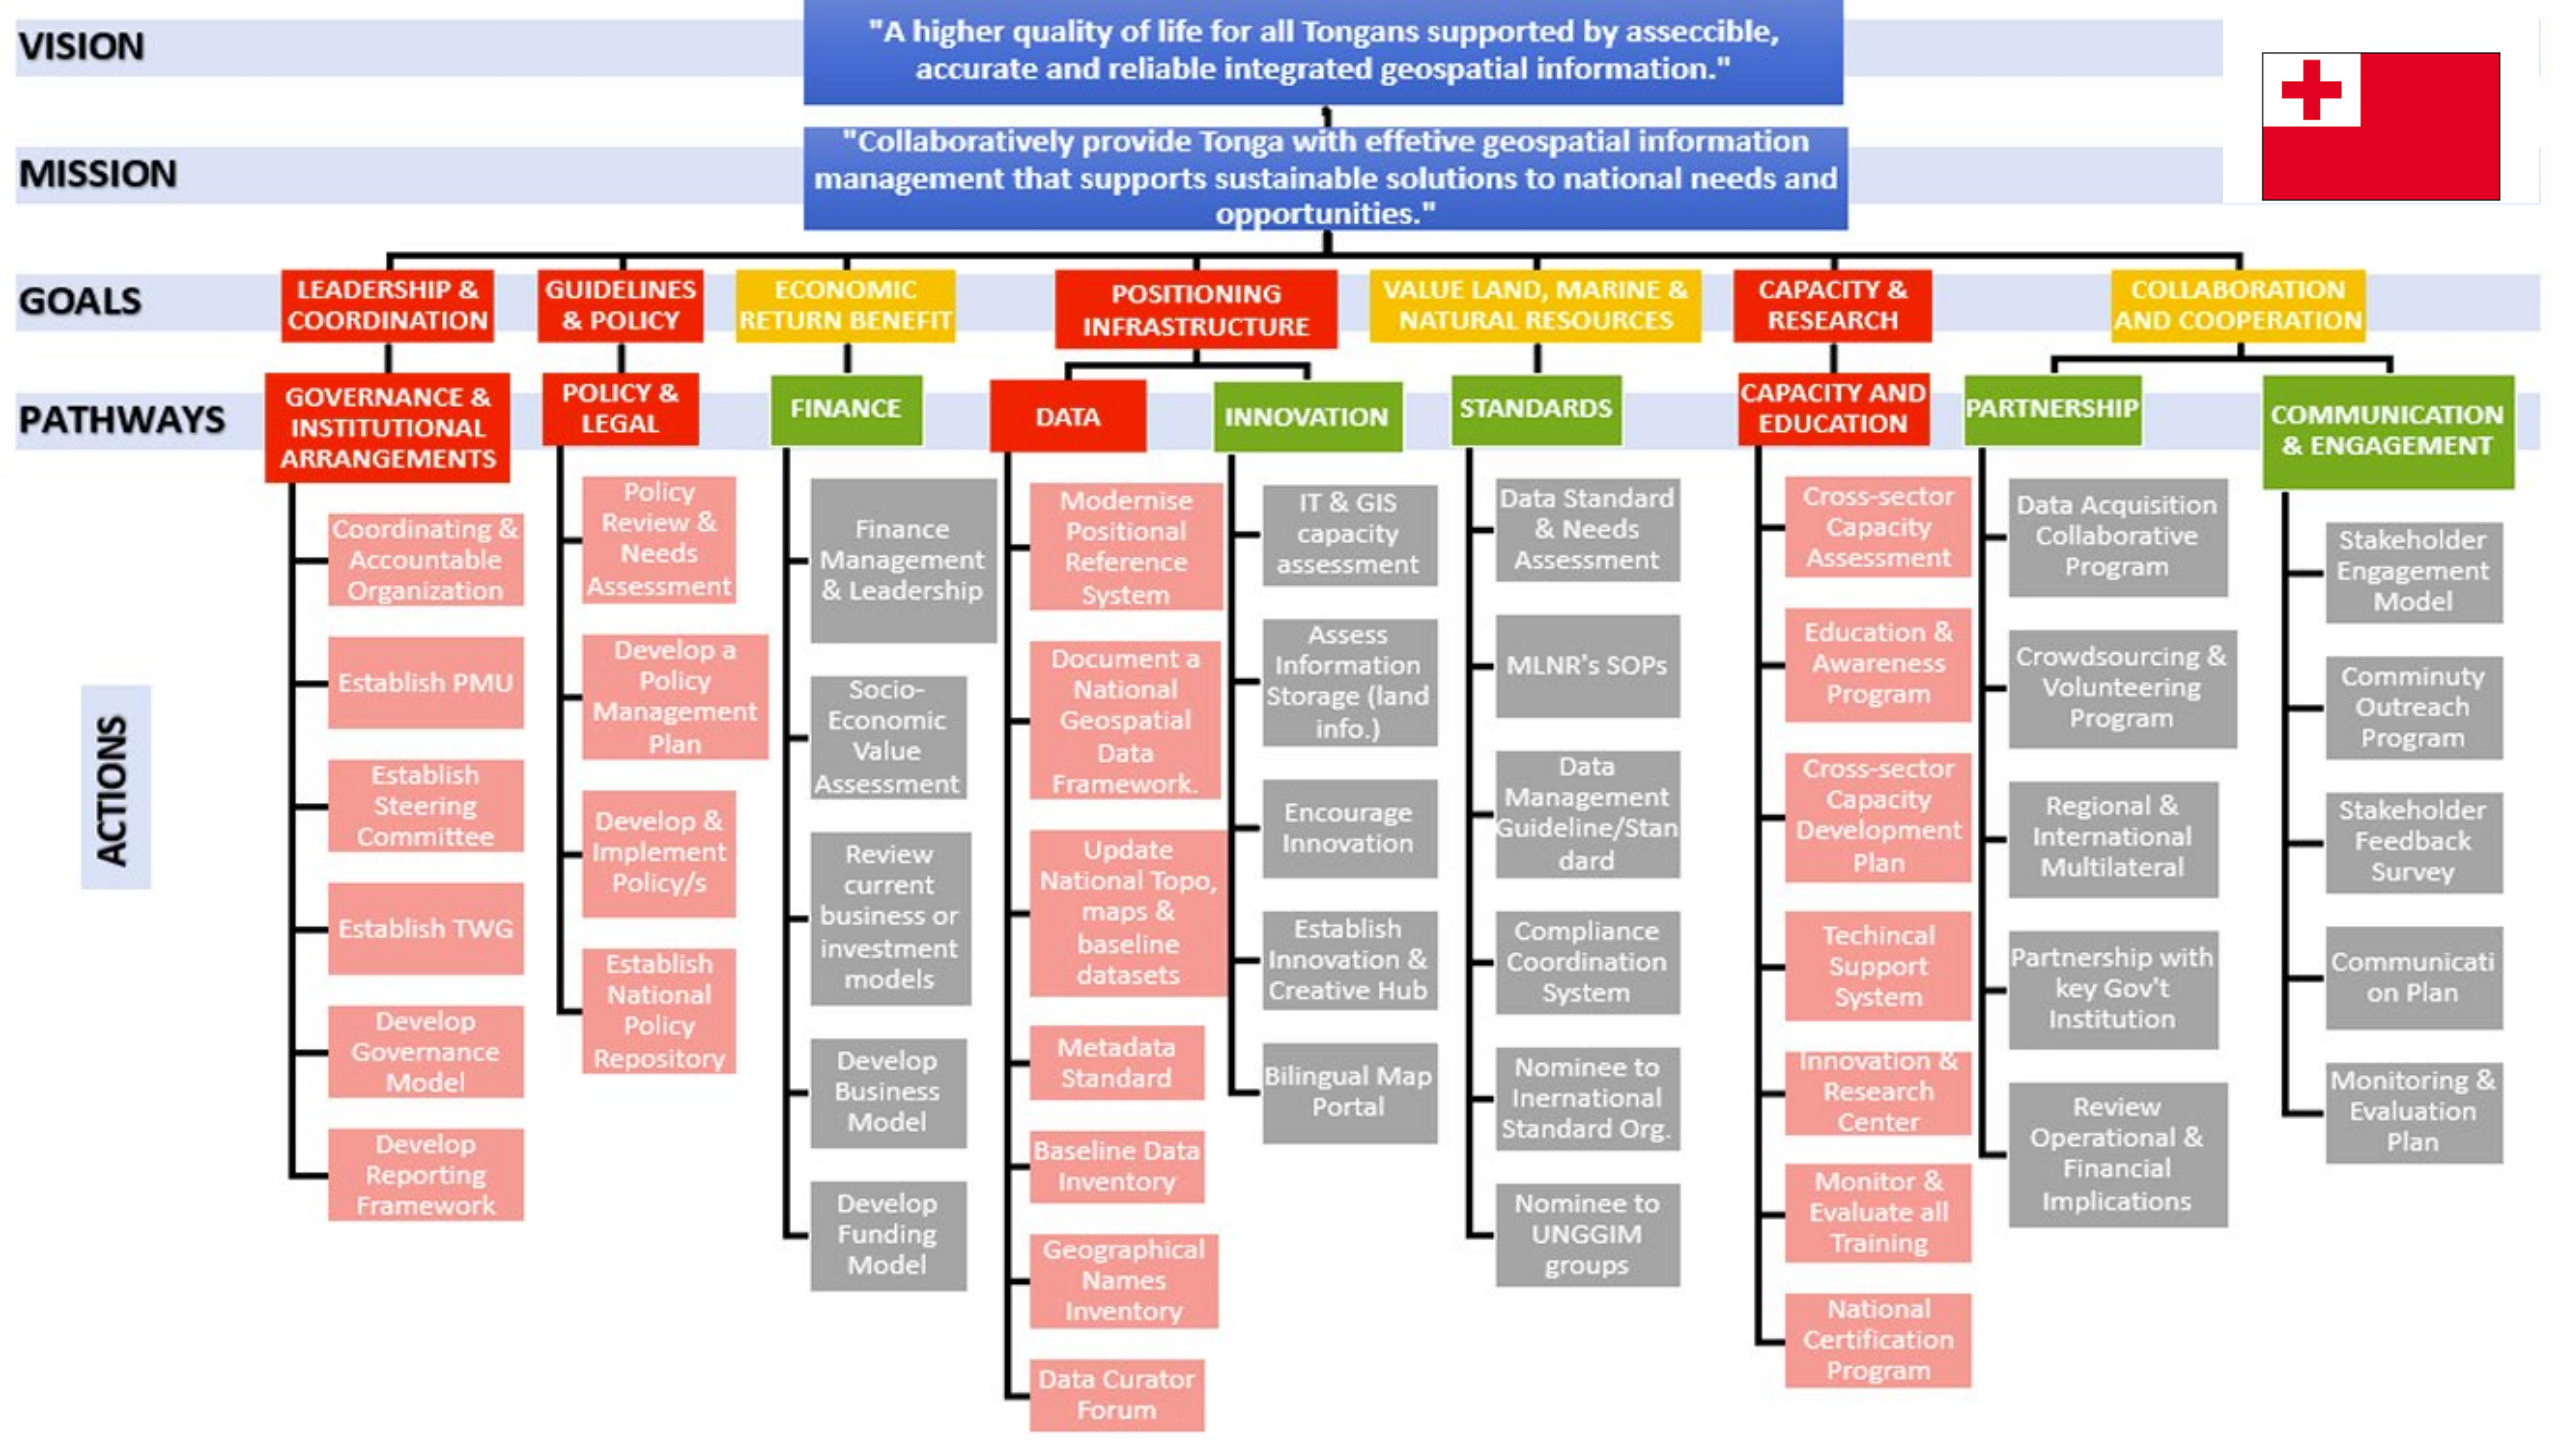 VISION
"A higher quality of life for all Tongans supported by asseccible,
accurate and reliable integrated geospatial information."
MISSION
"Collaboratively provide Tonga with effetive geospatial information
management that supports sustainable solutions to national needs and
opportunities."
GOALS
LEADERSHIP &
COORDINATION
GUIDELINES
& POLICY
ECONOMIC
RETURN BENEFIT
POSITIONING
INFRASTRUCTURE
VALUE LAND, MARINE &
NATURAL RESOURCES
CAPACITY &
RESEARCH
COLLABORATION
AND COOPERATION
PATHWAYS
GOVERNANCE &
INSTITUTIONAL
ARRANGEMENTS
POLICY &
LEGAL
FINANCE
DATA
INNOVATION
STANDARDS
CAPACITY AND
EDUCATION
PARTNERSHIP
COMMUNICATION
& ENGAGEMENT
ACTIONS
Coordinating &
Accountable
Organization
Establish PMU
Establish
Steering
Committee
Establish TWG
Develop
Governance
Model
Develop
Reporting
Framework
Policy
Review &
Needs
Assessment
Develop a
Policy
Management
Plan
Develop &
Implement
Policy/s
Establish
National
Policy
Repository
Finance
Management
& Leadership
Socio-
Economic
Value
Assessment
Review
current
business or
investment
models
Develop
Business
Model
Develop
Funding
Model
Modernise
Positional
Reference
System
Document a
National
Geospatial
Data
Framework.
Update
National Topo,
maps &
baseline
datasets
Metadata
Standard
Baseline Data
Inventory
Geographical
Names
Inventory
Data Curator
Forum
IT & GIS
capacity
assessment
Assess
Information
Storage (land
info.)
Encourage
Innovation
Establish
Innovation &
Creative Hub
Bilingual Map
Portal
Data Standard
& Needs
Assessment
MLNR's SOPs
Data
Management
Guideline/Stan
dard
Compliance
Coordination
System
Nominee to
Inernational
Standard Org.
Nominee to
UNGGIM
groups
Cross-sector
Capacity
Assessment
Education &
Awareness
Program
Cross-sector
Capacity
Development
Plan
Techincal
Support
System
Innovation &
Research
Center
Monitor &
Evaluate all
Training
National
Certification
Program
Data Acquisition
Collaborative
Program
Crowdsourcing &
Volunteering
Program
Regional &
International
Multilateral
Partnership with
key Gov't
Institution
Review
Operational &
Financial
Implications
Stakeholder
Engagement
Model
Comminuty
Outreach
Program
Stakeholder
Feedback
Survey
Communicati
on Plan
Monitoring &
Evaluation
Plan